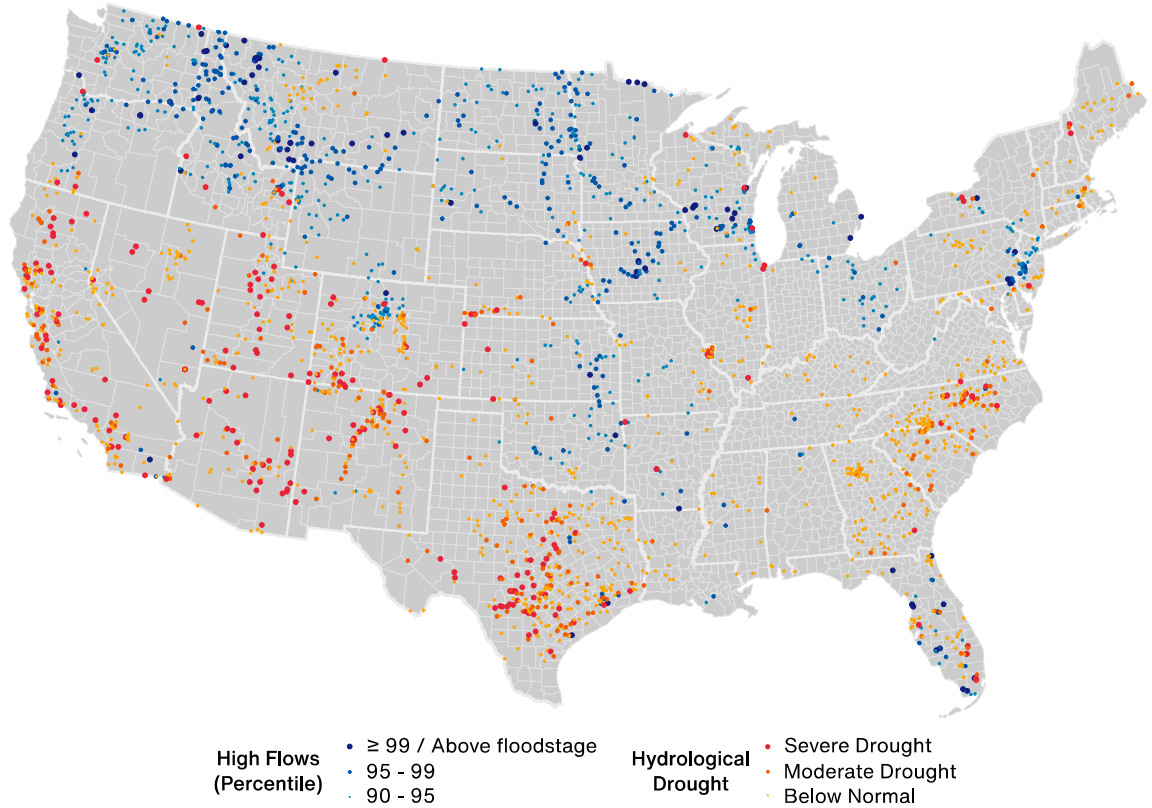 High Flows
(Percentile)
≥ 99 / Above floodstage
95 - 99
90 - 95
Hydrological
Drought
Severe Drought
Moderate Drought
Below Normal